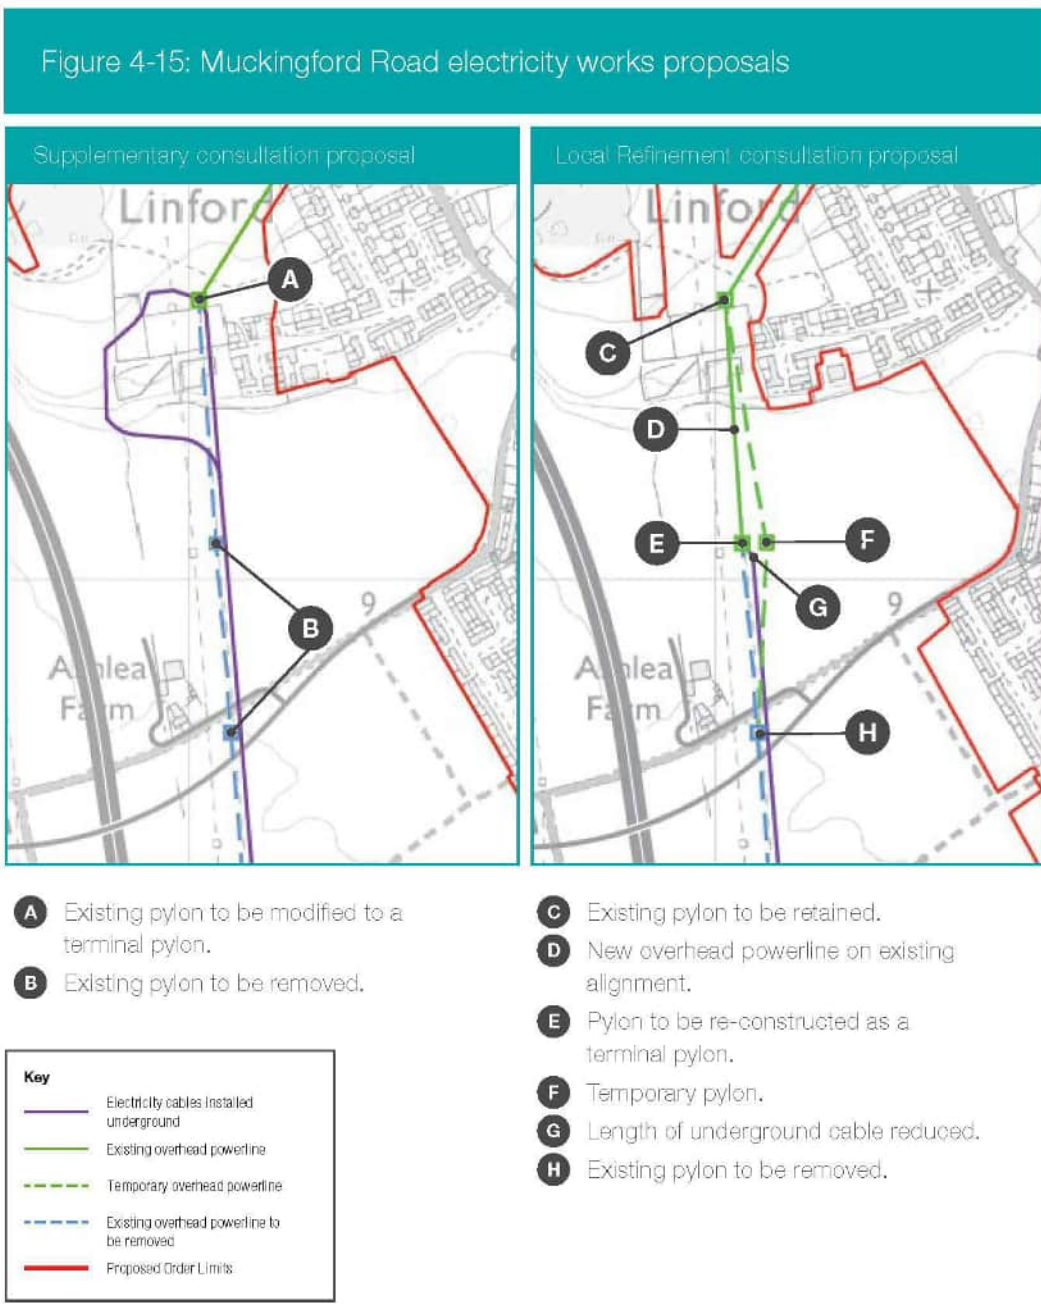 Figure 4-15: Muckingford Road electricity works proposals
Supplementary consultation proposal
Linford
A
B
9
Farm
Local Refinement consultation proposal
Linford
C
D
E
F
G
9
Farm
H
A Existing pylon to be modified to a
terminal pylon.
B Existing pylon to be removed.
C Existing pylon to be retained.
D New overhead powerline on existing
alignment.
E Pylon to be re-constructed as a
terminal pylon.
F Temporary pylon.
G Length of underground cable reduced.
H Existing pylon to be removed.
Key
Electricity cables installed
underground
Existing overhead powerline
Temporary overhead powerline
Existing overhead powerline to
be removed
Proposed Order Limits